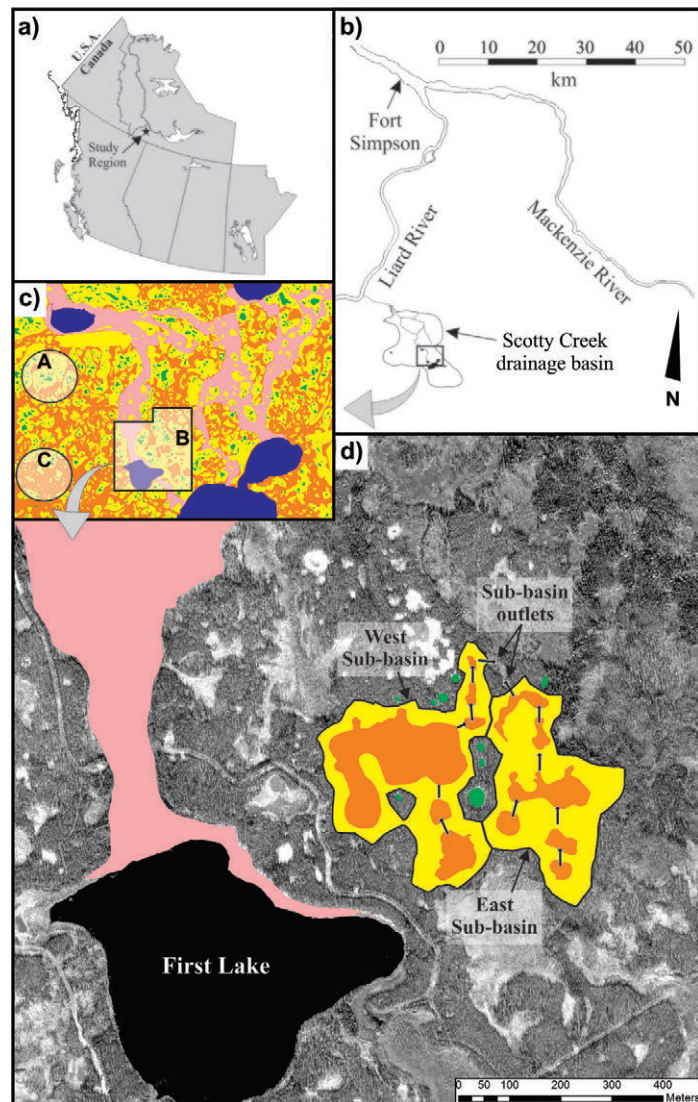 a)
U.S.A.
Canada
Study
Region
b)
0 10 20 30 40 50
km
Fort
Simpson
Liard River
Mackenzie River
Scotty Creek
drainage basin
N
c)
A
B
C
d)
Sub-basin
outlets
West
Sub-basin
East
Sub-basin
First Lake
0 50 100 200 300 400
Meters